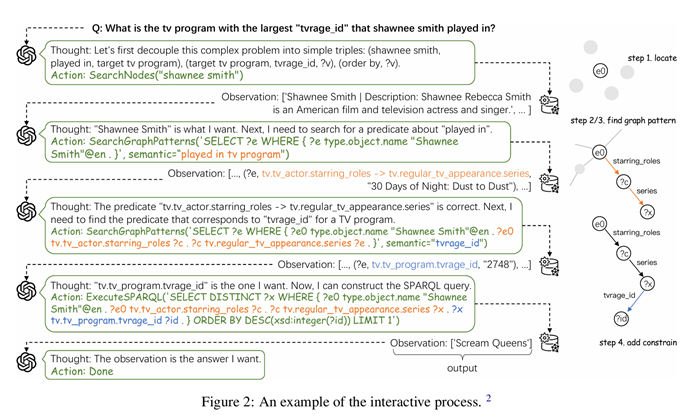 Q: What is the tv program with the largest "tvrage_id" that shawnee smith played in?
Thought: Let's first decouple this complex problem into simple triples: (shawnee smith,
played in, target tv program), (target tv program, tvrage_id, ?v), (order by, ?v).
Action: SearchNodes("shawnee smith")
e0
step 1. locate
Observation: ['Shawnee Smith | Description: Shawnee Rebecca Smith
is an American film and television actress and singer.', ... ]
step 2/3, find graph pattern
Thought: "Shawnee Smith" is what I want. Next, I need to search for a predicate about "played in".
Action: SearchGraphPatterns('SELECT ?e WHERE { ?e type.object.name "Shawnee
Smith"@en . }', semantic="played in tv program")
e0
starring_roles
?c
series
?x
Observation: [..., (?e, tv.tv_actor.starring_roles -> tv.regular_tv_appearance.series,
"30 Days of Night: Dust to Dust"), ... ]
Thought: The predicate "tv.tv_actor.starring_roles -> tv.regular_tv_appearance.series" is correct. Next, I
need to find the predicate that corresponds to "tvrage_id" for a TV program.
Action: SearchGraphPatterns('SELECT ?e WHERE { ?e0 type.object.name "Shawnee Smith"@en . ?e0
tv.tv_actor.starring_roles ?c . ?c tv.regular_tv_appearance.series ?e . }', semantic="tvrage_id")
e0
starring_roles
?c
series
?x
tvrage_id
?id
Observation: [..., (?e, tv.tv_program.tvrage_id, "2748"), ...]
Thought: "tv.tv_program.tvrage_id" is the one I want. Now, I can construct the SPARQL query.
Action: ExecuteSPARQL('SELECT DISTINCT ?x WHERE { ?e0 type.object.name "Shawnee
Smith"@en . ?e0 tv.tv_actor.starring_roles ?c . ?c tv.regular_tv_appearance.series ?x . ?x
tv.tv_program.tvrage_id ?id . } ORDER BY DESC(xsd:integer(?id)) LIMIT 1')
step 4, add constrain
Observation: ['Scream Queens']
output
Thought: The observation is the answer I want.
Action: Done
Figure 2: An example of the interactive process. 2